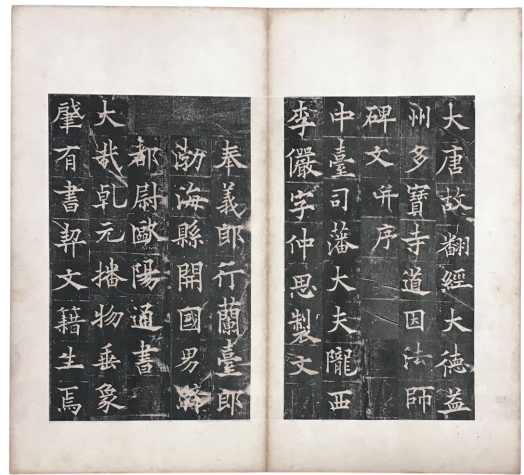 大唐故翻經大德益
州多寶寺道因法師
碑文幷序
中臺司藩大夫隴西
李儼字仲思製文
奉義郎行蘭臺郎
渤海縣開國男
都尉歐陽通書
大哉乾元播物垂象
肇有書契文籍生焉